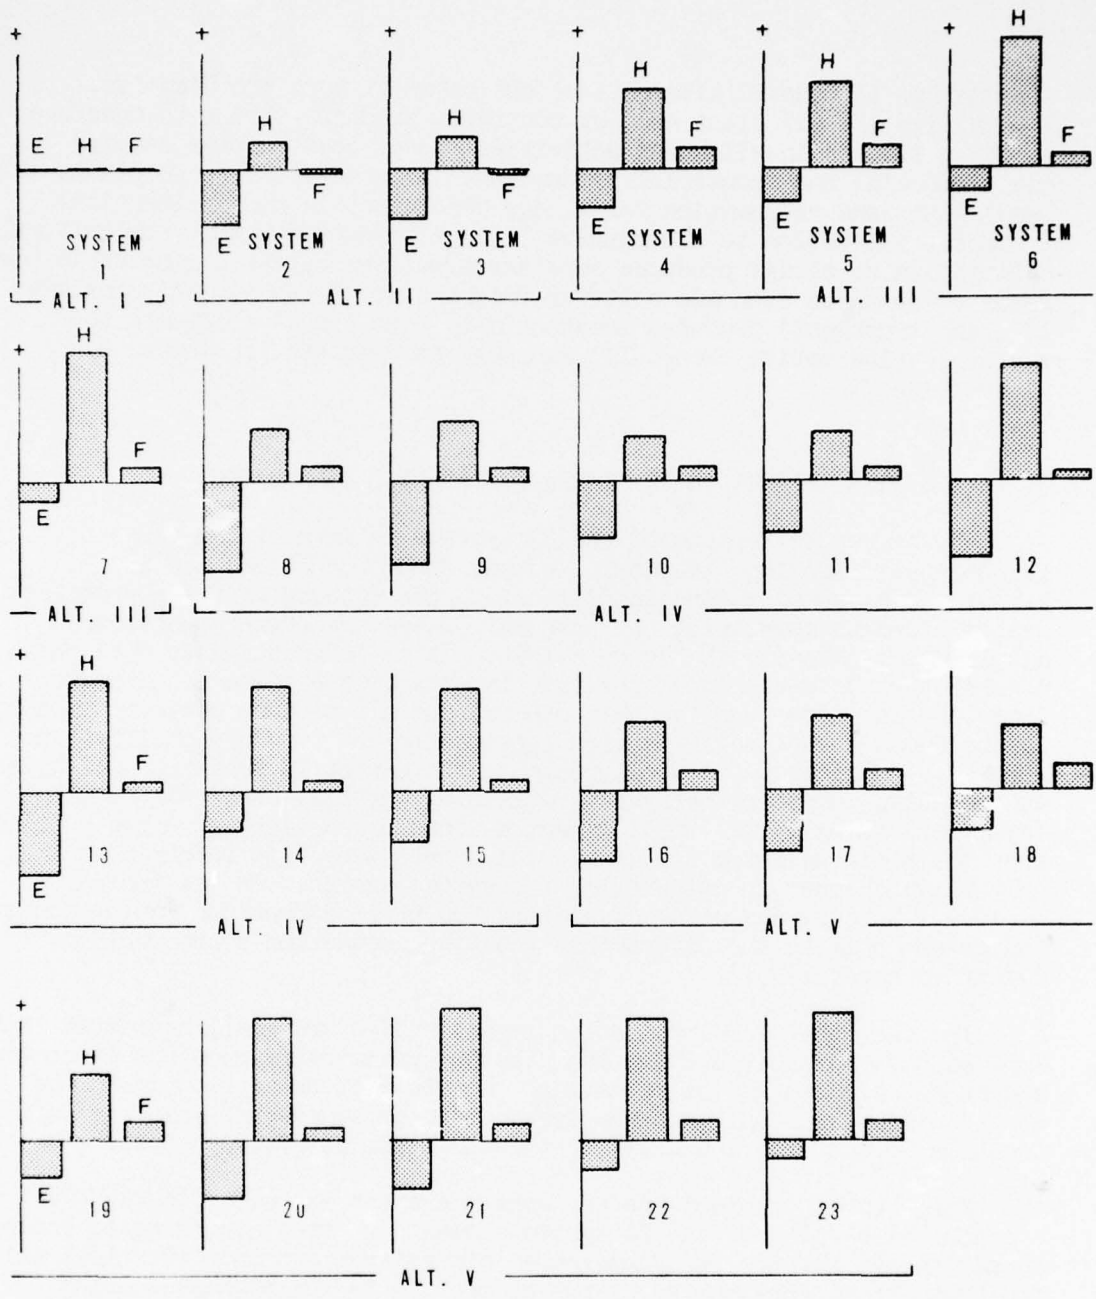 + + + + + +
E H F
H
F
E
H
F
E
H
F
E
H
F
E
H
F
E
SYSTEM SYSTEM SYSTEM SYSTEM SYSTEM SYSTEM
1 2 3 4 5 6
ALT. I ALT. II ALT. III
+
H
F
E
7 8 9 10 11 12
ALT. III ALT. IV
+
H
F
E
13 14 15 16 17 18
ALT. IV ALT. V
+
H
F
E
19 20 21 22 23
ALT. V